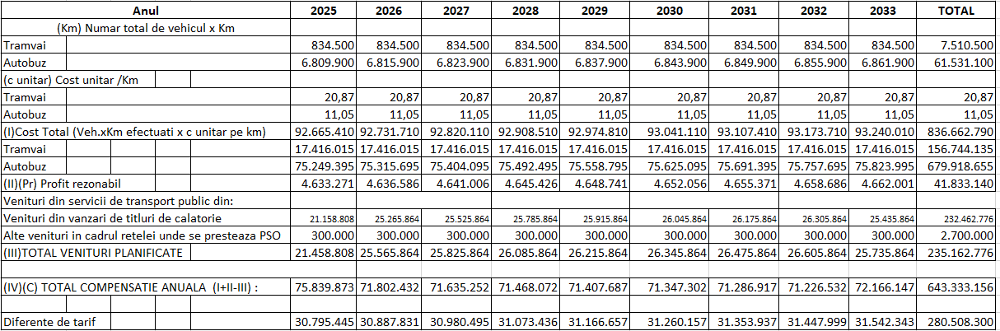 Anul 2025 2026 2027 2028 2029 2030 2031 2032 2033 TOTAL
(Km) Numar total de vehicul x Km
Tramvai 834.500 834.500 834.500 834.500 834.500 834.500 834.500 834.500 834.500 7.510.500
Autobuz 6.809.900 6.815.900 6.823.900 6.831.900 6.837.900 6.843.900 6.849.900 6.855.900 6.861.900 61.531.100
(c unitar) Cost unitar /Km
Tramvai 20,87 20,87 20,87 20,87 20,87 20,87 20,87 20,87 20,87 20,87
Autobuz 11,05 11,05 11,05 11,05 11,05 11,05 11,05 11,05 11,05 11,05
(I)Cost Total (Veh.xKm efectuati x c unitar pe km) 92.665.410 92.731.710 92.820.110 92.908.510 92.974.810 93.041.110 93.107.410 93.173.710 93.240.010 836.662.790
Tramvai 17.416.015 17.416.015 17.416.015 17.416.015 17.416.015 17.416.015 17.416.015 17.416.015 17.416.015 156.744.135
Autobuz 75.249.395 75.315.695 75.404.095 75.492.495 75.558.795 75.625.095 75.691.395 75.757.695 75.823.995 679.918.655
(II)(Pr) Profit rezonabil 4.633.271 4.636.586 4.641.006 4.645.426 4.648.741 4.652.056 4.655.371 4.658.686 4.662.001 41.833.140
Venituri din servicii de transport public din:
Venituri din vanzari de titluri de calatorie 21.158.808 25.265.864 25.525.864 25.785.864 25.915.864 26.045.864 26.175.864 26.305.864 25.435.864 232.462.776
Alte venituri in cadrul retelei unde se presteaza PSO 300.000 300.000 300.000 300.000 300.000 300.000 300.000 300.000 300.000 2.700.000
(III)TOTAL VENITURI PLANIFICATE 21.458.808 25.565.864 25.825.864 26.085.864 26.215.864 26.345.864 26.475.864 26.605.864 25.735.864 235.162.776
(IV)(C) TOTAL COMPENSATIE ANUALA (I+II-III) : 75.839.873 71.802.432 71.635.252 71.468.072 71.407.687 71.347.302 71.286.917 71.226.532 72.166.147 643.333.156
Diferente de tarif 30.795.445 30.887.831 30.980.495 31.073.436 31.166.657 31.260.157 31.353.937 31.447.999 31.542.343 280.508.300